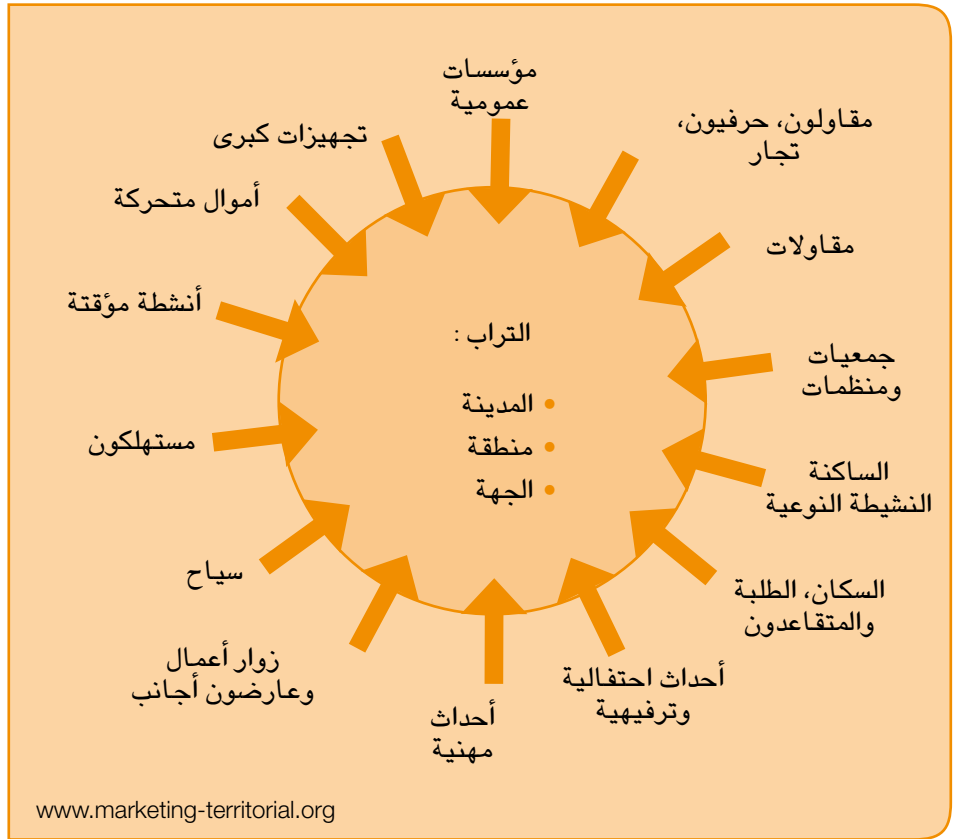 مؤسسات
عمومية
مقاولون، حرفيون،
تجار
مقاولات
جمعيات
ومنظمات
الساكنة
النشيطة النوعية
السكان، الطلبة
والمتقاعدون
أحداث احتفالية
وترفيهية
أحداث
مهنية
زوار أعمال
وعارضون أجانب
سياح
مستهلكون
أنشطة مؤقتة
أموال متحركة
تجهيزات كبرى
التراب :
• المدينة
• منطقة
• الجهة
www.marketing-territorial.org